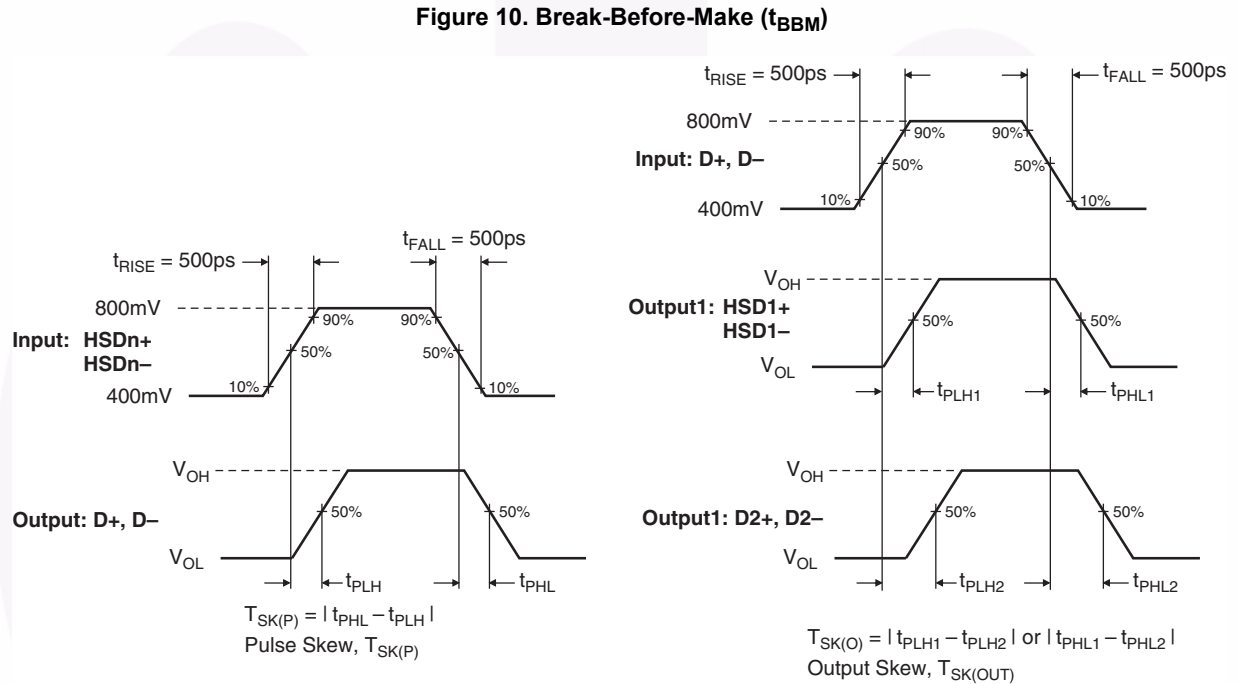 Figure 10. Break-Before-Make (tBBM)
tRISE = 500ps
tFALL = 500ps
800mV
90%
90%
Input: HSDn+
HSDn–
50%
50%
10%
10%
400mV
VOH
Output: D+, D–
50%
50%
VOL
tPLH
tPHL
TSK(P) = | tPHL – tPLH |
Pulse Skew, TSK(P)
tRISE = 500ps
tFALL = 500ps
800mV
90%
90%
Input: D+, D–
50%
50%
10%
10%
400mV
VOH
Output1: HSD1+
HSD1–
50%
50%
VOL
tPLH1
tPHL1
VOH
Output1: D2+, D2–
50%
50%
VOL
tPLH2
tPHL2
TSK(O) = | tPLH1 – tPLH2 | or | tPHL1 – tPHL2 |
Output Skew, TSK(OUT)